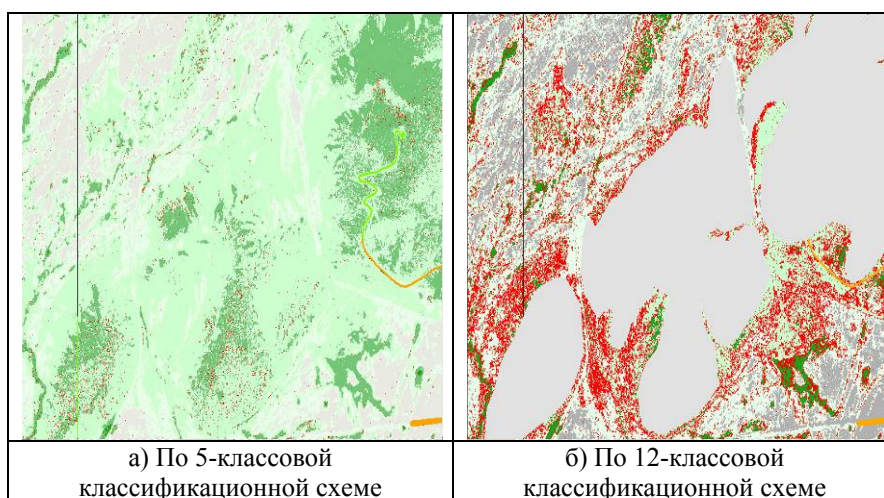 а) По 5-классовой
классификационной схеме
б) По 12-классовой
классификационной схеме